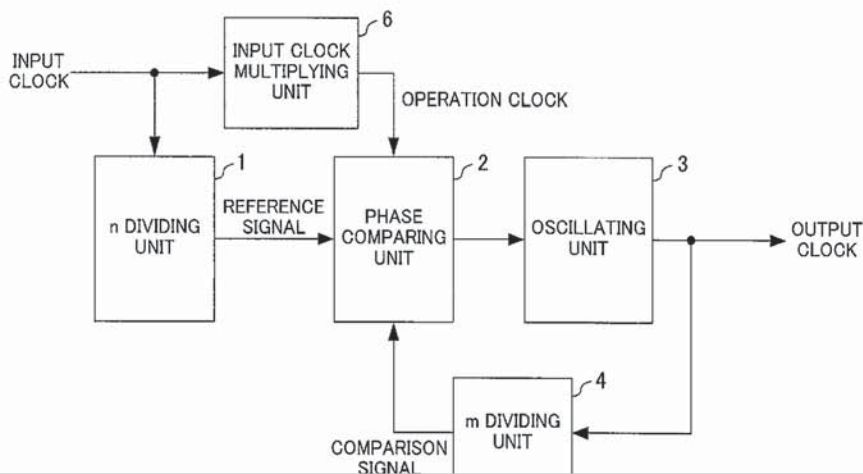 6
INPUT
CLOCK
INPUT CLOCK
MULTIPLYING
UNIT
OPERATION CLOCK
1
2
3
n DIVIDING
UNIT
REFERENCE
SIGNAL
PHASE
COMPARING
UNIT
OSCILLATING
UNIT
OUTPUT
CLOCK
4
m DIVIDING
UNIT
COMPARISON
SIGNAL